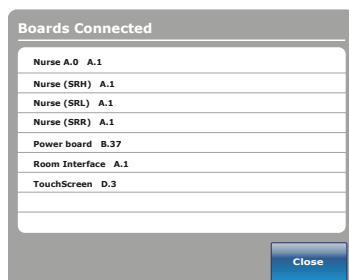 Boards Connected
Nurse A.0 A.1
Nurse (SRH) A.1
Nurse (SRL) A.1
Nurse (SRR) A.1
Power board B.37
Room Interface A.1
TouchScreen D.3
Close